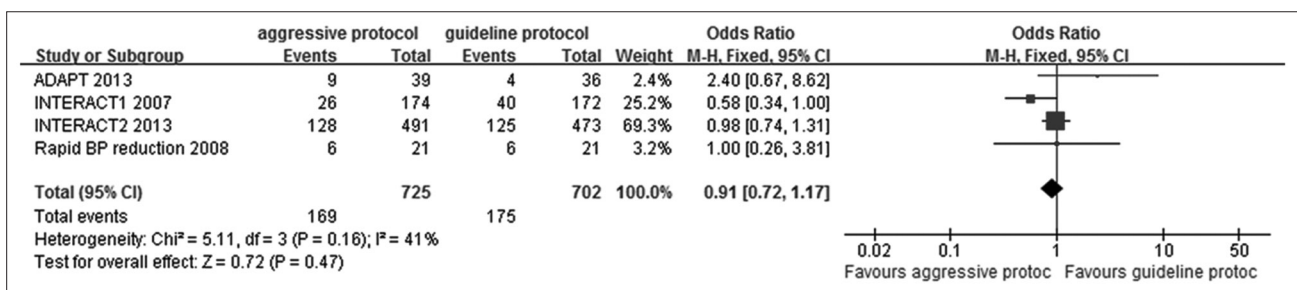 aggressive protocol guideline protocol Odds Ratio Odds Ratio
Study or Subgroup Events Total Events Total Weight M-H, Fixed, 95% CI M-H, Fixed, 95% CI
ADAPT 2013 9 39 4 36 2.4% 2.40 [0.67, 8.62]
INTERACT1 2007 26 174 40 172 25.2% 0.58 [0.34, 1.00]
INTERACT2 2013 128 491 125 473 69.3% 0.98 [0.74, 1.31]
Rapid BP reduction 2008 6 21 6 21 3.2% 1.00 [0.26, 3.81]
Total (95% CI) 725 702 100.0% 0.91 [0.72, 1.17]
Total events 169 175
Heterogeneity: Chi² = 5.11, df = 3 (P = 0.16); I² = 41%
Test for overall effect: Z = 0.72 (P = 0.47)
0.02 0.1 1 10 50
Favours aggressive protoc Favours guideline protoc